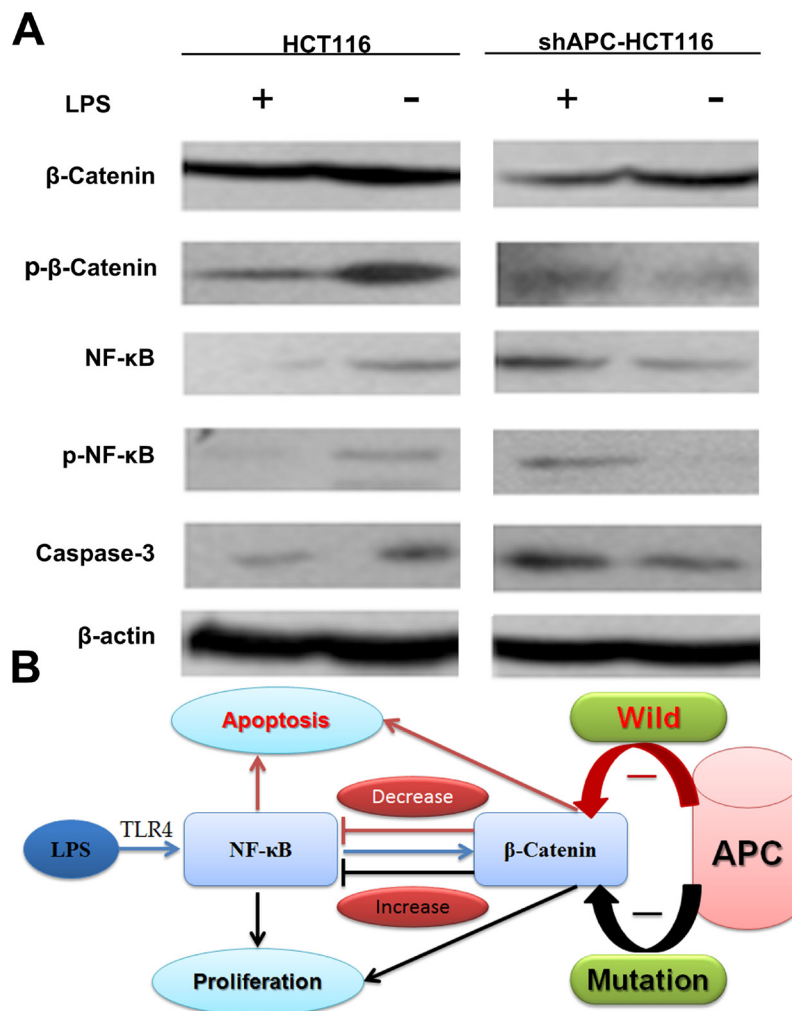 A
HCT116
shAPC-HCT116
LPS
+
–
+
–
β-Catenin
p-β-Catenin
NF-κB
p-NF-κB
Caspase-3
β-actin
B
Apoptosis
Wild
Decrease
LPS
TLR4
NF-κB
β-Catenin
APC
Increase
Proliferation
Mutation